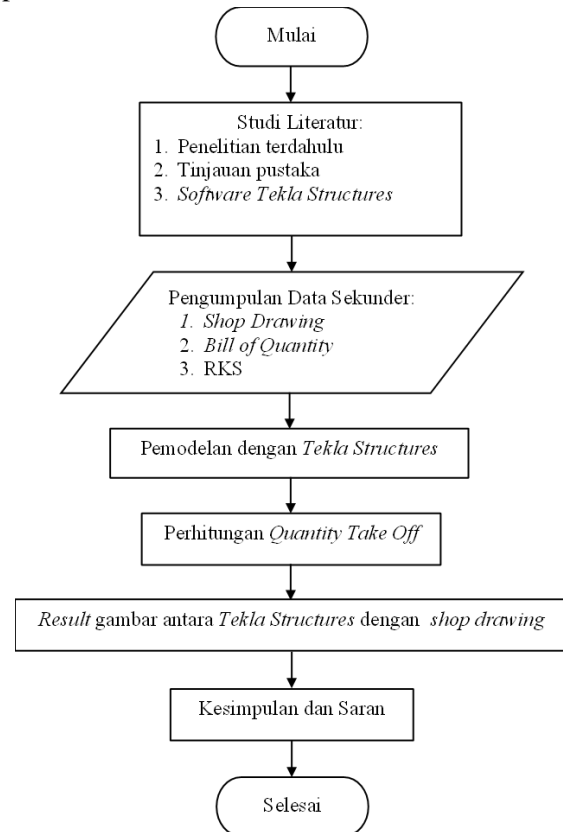 Mulai
Studi Literatur:
1. Penelitian terdahulu
2. Tinjauan pustaka
3. Software Tekla Structures
Pengumpulan Data Sekunder:
1. Shop Drawing
2. Bill of Quantity
3. RKS
Pemodelan dengan Tekla Structures
Perhitungan Quantity Take Off
Result gambar antara Tekla Structures dengan shop drawing
Kesimpulan dan Saran
Selesai